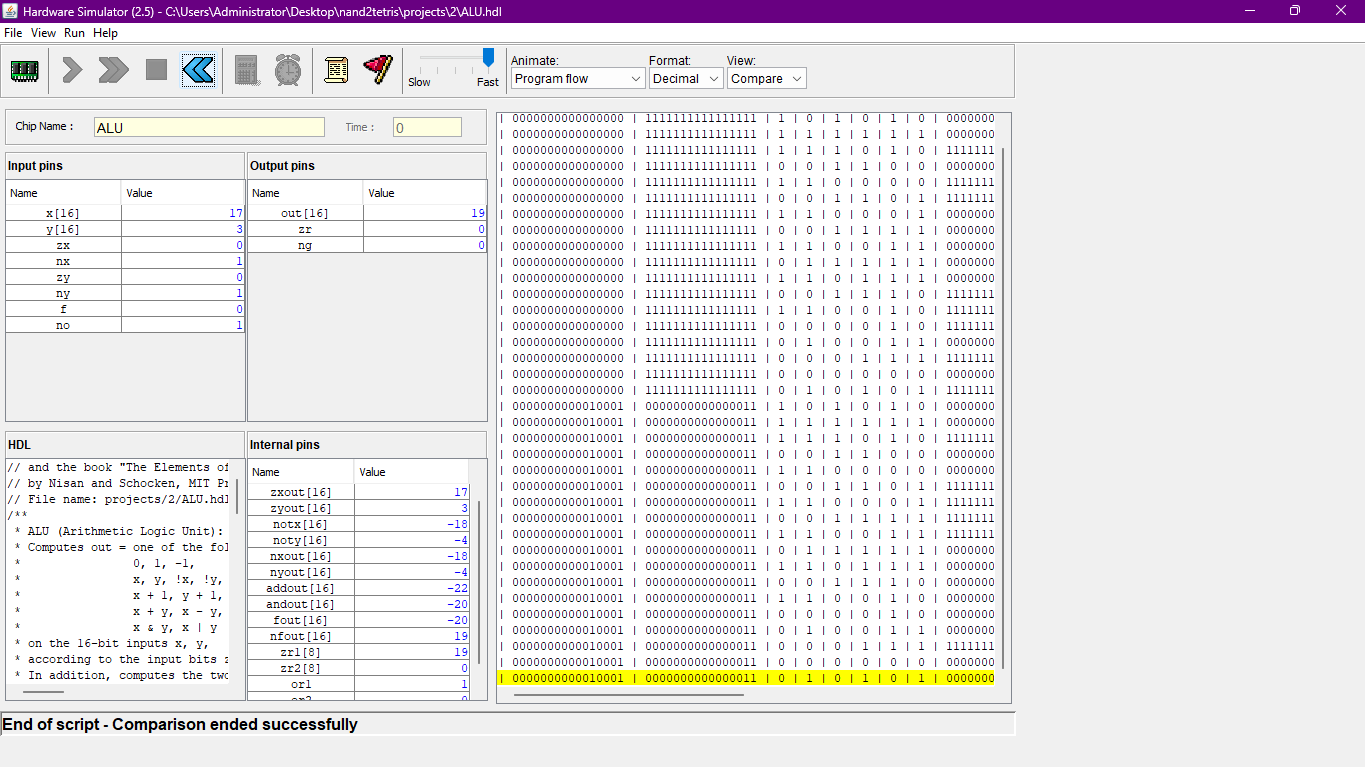 Hardware Simulator (2.5) - C:\Users\Administrator\Desktop\nand2tetris\projects\2\ALU.hdl
File View Run Help
Slow Fast
Animate: Format: View:
Program flow Decimal Compare
Chip Name : ALU Time : 0
Input pins
Name Value
x[16] 17
y[16] 3
zx 0
nx 1
zy 0
ny 1
f 0
no 1
Output pins
Name Value
out[16] 19
zr 0
ng 0
HDL
// and the book "The Elements of
// by Nisan and Schocken, MIT Pr
// File name: projects/2/ALU.hdl
/**
* ALU (Arithmetic Logic Unit):
* Computes out = one of the fol
* 0, 1, -1,
* x, y, !x, !y,
* x + 1, y + 1,
* x + y, x - y,
* x & y, x | y
* on the 16-bit inputs x, y,
* according to the input bits z
* In addition, computes the two
Internal pins
Name Value
zxout[16] 17
zyout[16] 3
notx[16] -18
noty[16] -4
nxout[16] -18
nyout[16] -4
addout[16] -22
andout[16] -20
fout[16] -20
nfout[16] 19
zr1[8] 19
zr2[8] 0
or1 1
or2 0
| 0000000000000000 | 1111111111111111 | 1 | 0 | 1 | 0 | 1 | 0 | 0000000
| 0000000000000000 | 1111111111111111 | 1 | 1 | 1 | 1 | 1 | 1 | 0000000
| 0000000000000000 | 1111111111111111 | 1 | 1 | 1 | 0 | 1 | 0 | 1111111
| 0000000000000000 | 1111111111111111 | 0 | 0 | 1 | 1 | 0 | 0 | 0000000
| 0000000000000000 | 1111111111111111 | 1 | 1 | 0 | 0 | 0 | 0 | 1111111
| 0000000000000000 | 1111111111111111 | 0 | 0 | 1 | 1 | 0 | 1 | 1111111
| 0000000000000000 | 1111111111111111 | 1 | 1 | 0 | 0 | 0 | 1 | 0000000
| 0000000000000000 | 1111111111111111 | 0 | 0 | 1 | 1 | 1 | 1 | 0000000
| 0000000000000000 | 1111111111111111 | 1 | 1 | 0 | 0 | 1 | 1 | 0000000
| 0000000000000000 | 1111111111111111 | 0 | 1 | 1 | 1 | 1 | 1 | 0000000
| 0000000000000000 | 1111111111111111 | 1 | 1 | 0 | 1 | 1 | 1 | 0000000
| 0000000000000000 | 1111111111111111 | 0 | 0 | 1 | 1 | 1 | 0 | 1111111
| 0000000000000000 | 1111111111111111 | 1 | 1 | 0 | 0 | 1 | 0 | 1111111
| 0000000000000000 | 1111111111111111 | 0 | 0 | 0 | 0 | 1 | 0 | 1111111
| 0000000000000000 | 1111111111111111 | 0 | 1 | 0 | 0 | 1 | 1 | 0000000
| 0000000000000000 | 1111111111111111 | 0 | 0 | 0 | 1 | 1 | 1 | 1111111
| 0000000000000000 | 1111111111111111 | 0 | 0 | 0 | 0 | 0 | 0 | 0000000
| 0000000000000000 | 1111111111111111 | 0 | 1 | 0 | 1 | 0 | 1 | 1111111
| 0000000000010001 | 0000000000000011 | 1 | 0 | 1 | 0 | 1 | 0 | 0000000
| 0000000000010001 | 0000000000000011 | 1 | 1 | 1 | 1 | 1 | 1 | 0000000
| 0000000000010001 | 0000000000000011 | 1 | 1 | 1 | 0 | 1 | 0 | 1111111
| 0000000000010001 | 0000000000000011 | 0 | 0 | 1 | 1 | 0 | 0 | 0000000
| 0000000000010001 | 0000000000000011 | 1 | 1 | 0 | 0 | 0 | 0 | 0000000
| 0000000000010001 | 0000000000000011 | 0 | 0 | 1 | 1 | 0 | 1 | 1111111
| 0000000000010001 | 0000000000000011 | 1 | 1 | 0 | 0 | 0 | 1 | 1111111
| 0000000000010001 | 0000000000000011 | 0 | 0 | 1 | 1 | 1 | 1 | 1111111
| 0000000000010001 | 0000000000000011 | 1 | 1 | 0 | 0 | 1 | 1 | 1111111
| 0000000000010001 | 0000000000000011 | 0 | 1 | 1 | 1 | 1 | 1 | 0000000
| 0000000000010001 | 0000000000000011 | 1 | 1 | 0 | 1 | 1 | 1 | 0000000
| 0000000000010001 | 0000000000000011 | 0 | 0 | 1 | 1 | 1 | 0 | 0000000
| 0000000000010001 | 0000000000000011 | 1 | 1 | 0 | 0 | 1 | 0 | 0000000
| 0000000000010001 | 0000000000000011 | 0 | 0 | 0 | 0 | 1 | 0 | 0000000
| 0000000000010001 | 0000000000000011 | 0 | 1 | 0 | 0 | 1 | 1 | 0000000
| 0000000000010001 | 0000000000000011 | 0 | 0 | 0 | 1 | 1 | 1 | 1111111
| 0000000000010001 | 0000000000000011 | 0 | 0 | 0 | 0 | 0 | 0 | 0000000
| 0000000000010001 | 0000000000000011 | 0 | 1 | 0 | 1 | 0 | 1 | 0000000
End of script - Comparison ended successfully